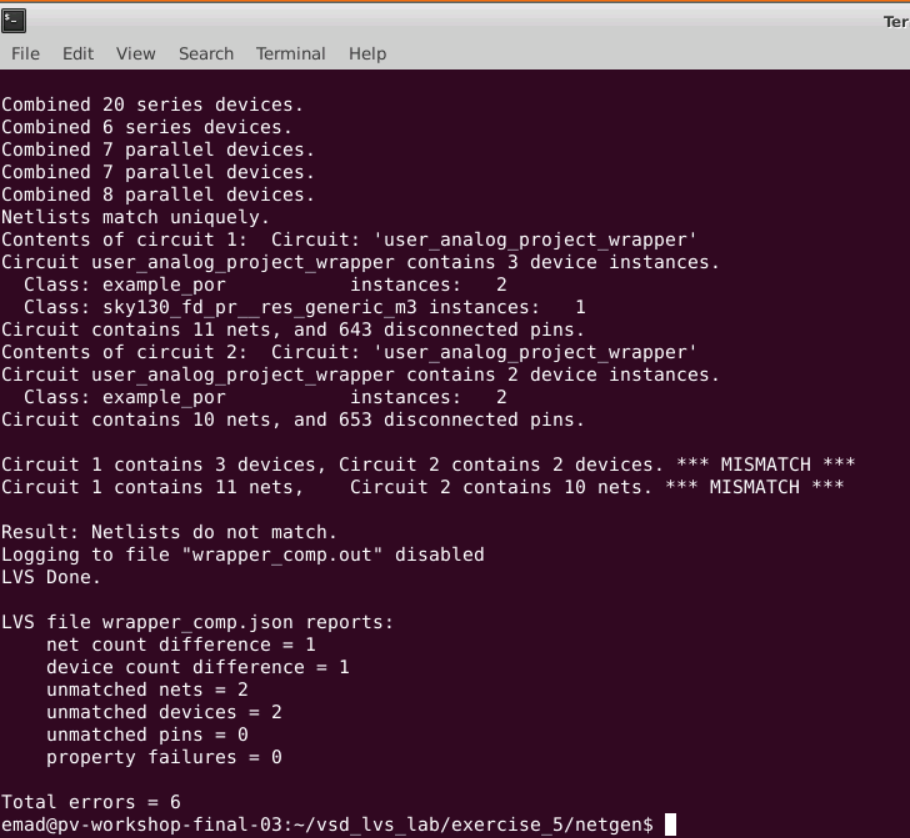 Ter
File Edit View Search Terminal Help
Combined 20 series devices.
Combined 6 series devices.
Combined 7 parallel devices.
Combined 7 parallel devices.
Combined 8 parallel devices.
Netlists match uniquely.
Contents of circuit 1:  Circuit: 'user_analog_project_wrapper'
Circuit user_analog_project_wrapper contains 3 device instances.
  Class: example_por           instances:   2
  Class: sky130_fd_pr__res_generic_m3 instances:   1
Circuit contains 11 nets, and 643 disconnected pins.
Contents of circuit 2:  Circuit: 'user_analog_project_wrapper'
Circuit user_analog_project_wrapper contains 2 device instances.
  Class: example_por           instances:   2
Circuit contains 10 nets, and 653 disconnected pins.
Circuit 1 contains 3 devices, Circuit 2 contains 2 devices. *** MISMATCH ***
Circuit 1 contains 11 nets,    Circuit 2 contains 10 nets. *** MISMATCH ***
Result: Netlists do not match.
Logging to file "wrapper_comp.out" disabled
LVS Done.
LVS file wrapper_comp.json reports:
    net count difference = 1
    device count difference = 1
    unmatched nets = 2
    unmatched devices = 2
    unmatched pins = 0
    property failures = 0
Total errors = 6
emad@pv-workshop-final-03:~/vsd_lvs_lab/exercise_5/netgen$